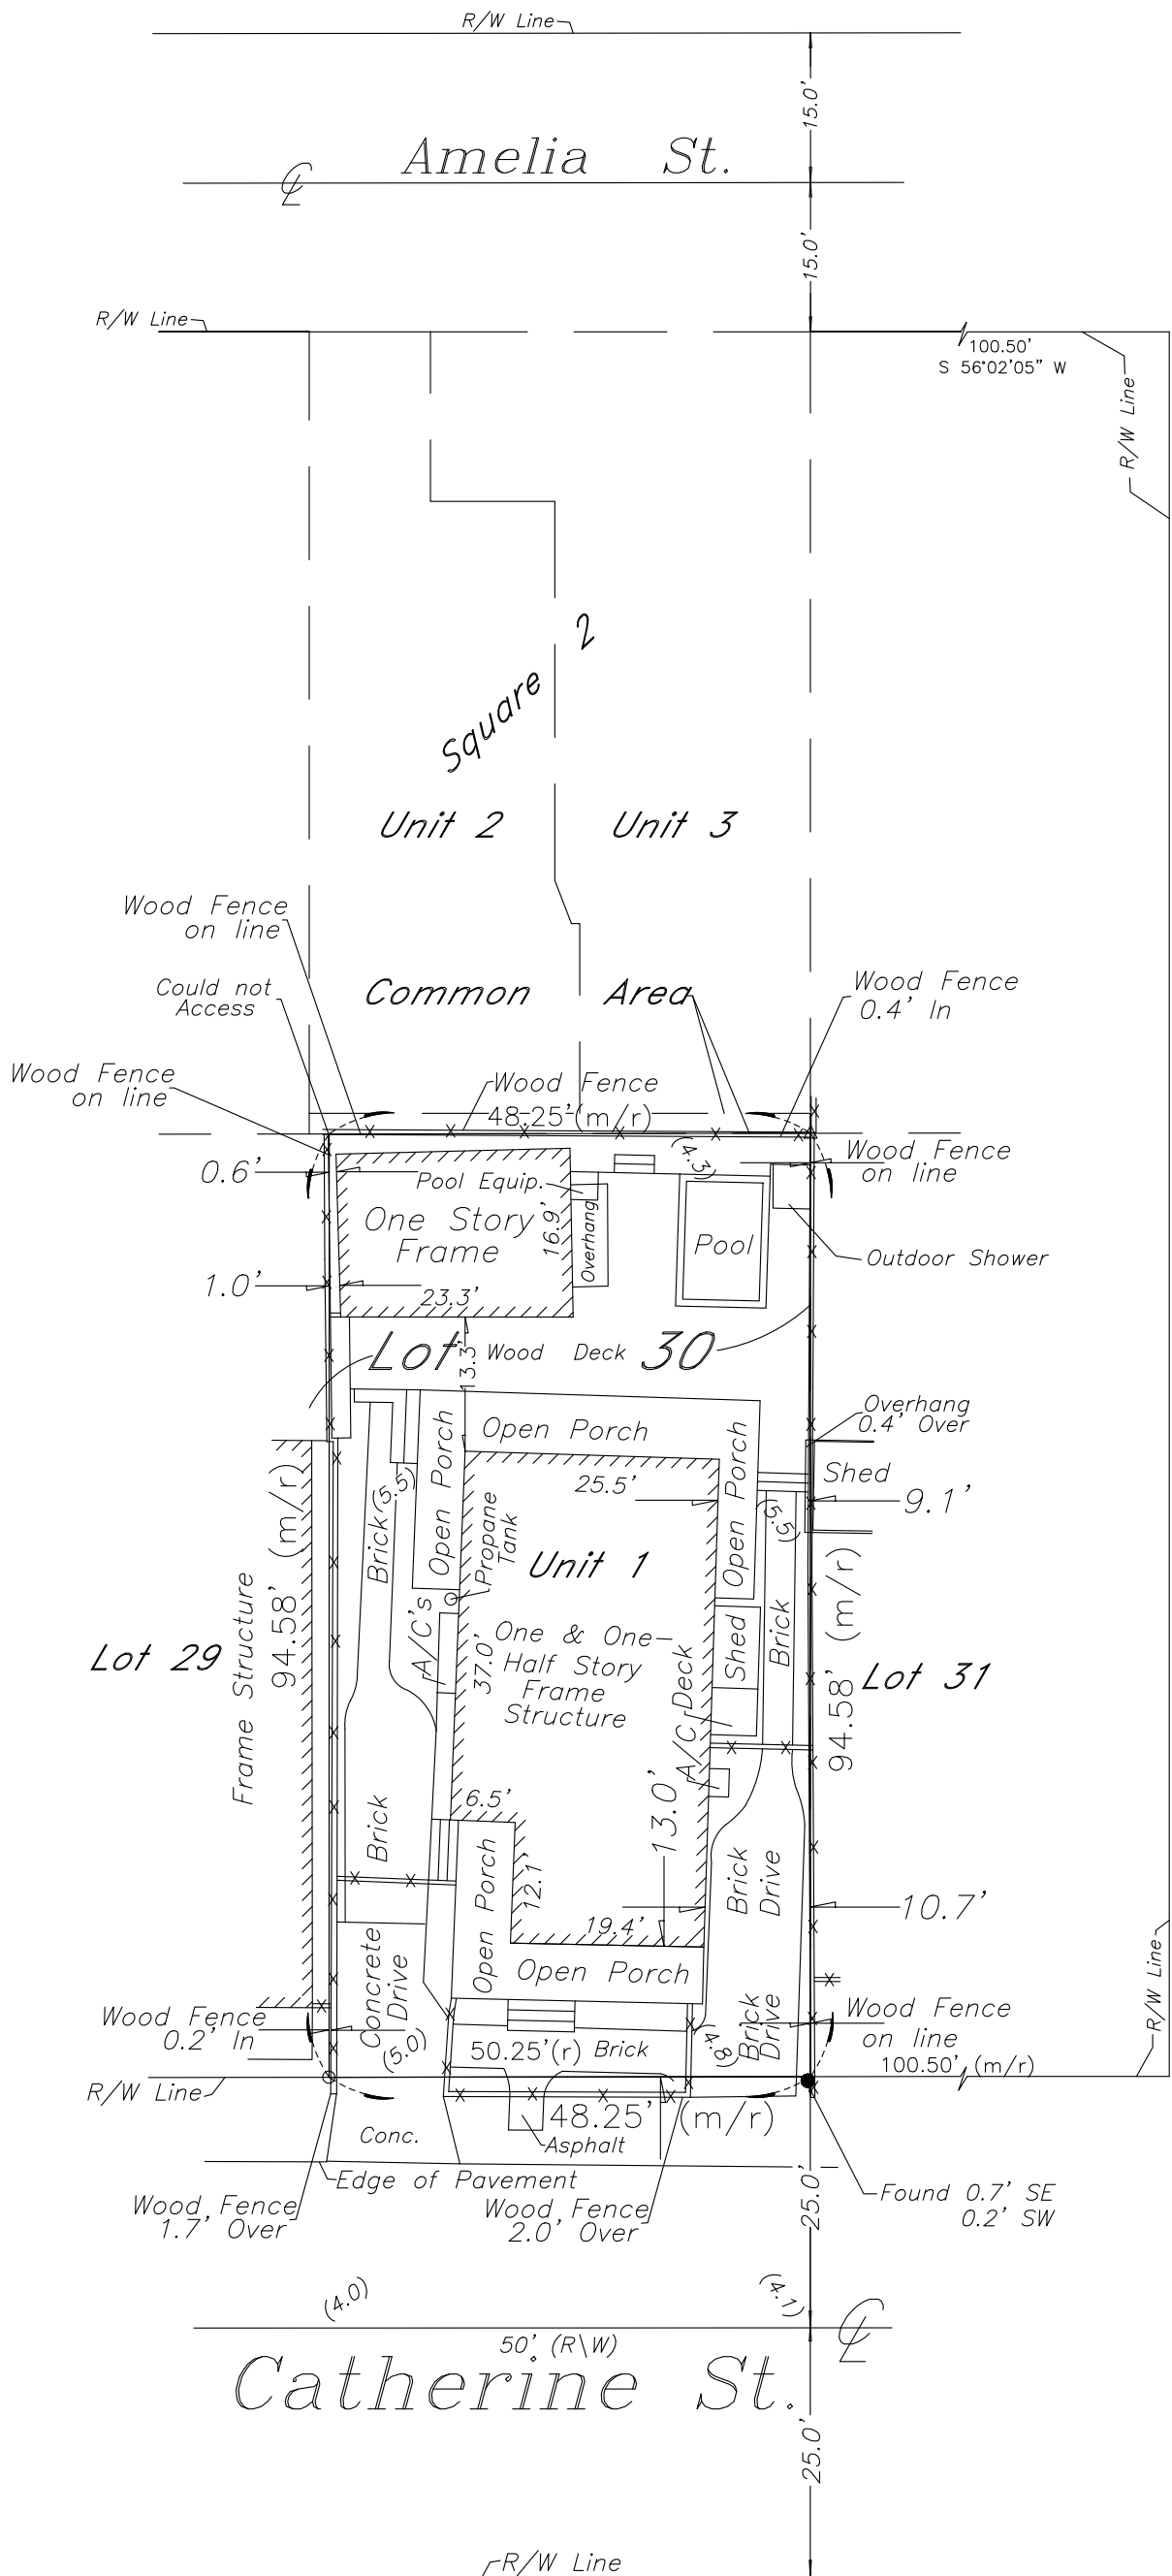 R/W Line
15.0'
Amelia St.
℄
15.0'
R/W Line
100.50'
S 56°02'05" W
R/W Line
Square 2
Unit 2
Unit 3
Wood Fence
on line
Could not
Access
Common Area
Wood Fence
0.4' In
Wood Fence
on line
Wood Fence
48.25'(m/r)
(4.3)
Wood Fence
on line
0.6'
Pool Equip.
One Story
Frame
16.9'
Overhang
Pool
Outdoor Shower
1.0'
23.3'
Lot 30
13.3'
Wood Deck
Overhang
0.4' Over
Open Porch
Open Porch
Open Porch
Shed
25.5'
9.1'
(m/r)
94.58'
Brick
(5.5)
Propane
Tank
(5.5)
Unit 1
One & One-
Half Story
Frame
Structure
37.0'
A/C's
Shed
Brick
(m/r)
94.58'
Lot 29
Frame Structure
Lot 31
A/C Deck
6.5'
13.0'
Brick
Open Porch
12.1'
Brick
Drive
10.7'
19.4'
Open Porch
Concrete
Drive
R/W Line
Wood Fence
0.2' In
(5.0)
50.25'(r) Brick
(4.8)
Brick
Drive
Wood Fence
on line
100.50' (m/r)
R/W Line
48.25' (m/r)
Conc.
Asphalt
Edge of Pavement
Wood Fence
1.7' Over
Wood Fence
2.0' Over
25.0'
Found 0.7' SE
0.2' SW
(4.0)
(4.1)
℄
50' (R\W)
Catherine St.
25.0'
R/W Line